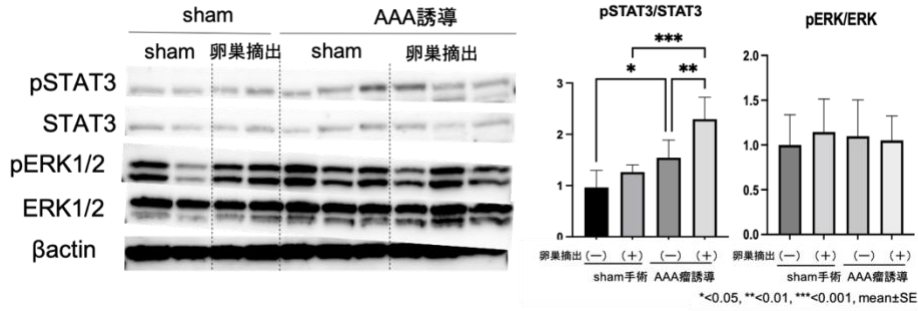 sham AAA誘導
sham 卵巣摘出 sham 卵巣摘出
pSTAT3
STAT3
pERK1/2
ERK1/2
βactin
pSTAT3/STAT3
***
* **
3
2
1
0
卵巣摘出 (−) (+) (−) (+)
sham手術 AAA瘤誘導
pERK/ERK
2.0
1.5
1.0
0.5
0.0
卵巣摘出 (−) (+) (−) (+)
sham手術 AAA瘤誘導
*<0.05, **<0.01, ***<0.001, mean±SE